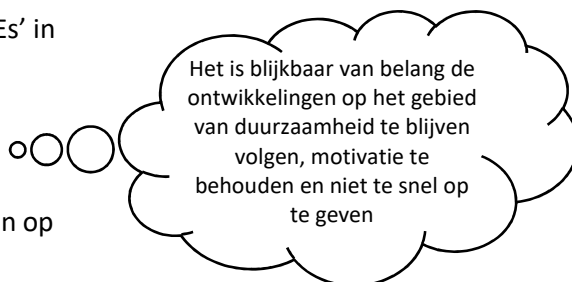 Es’ in
Het is blijkbaar van belang de
ontwikkelingen op het gebied
van duurzaamheid te blijven
volgen, motivatie te
behouden en niet te snel op
te geven
n op